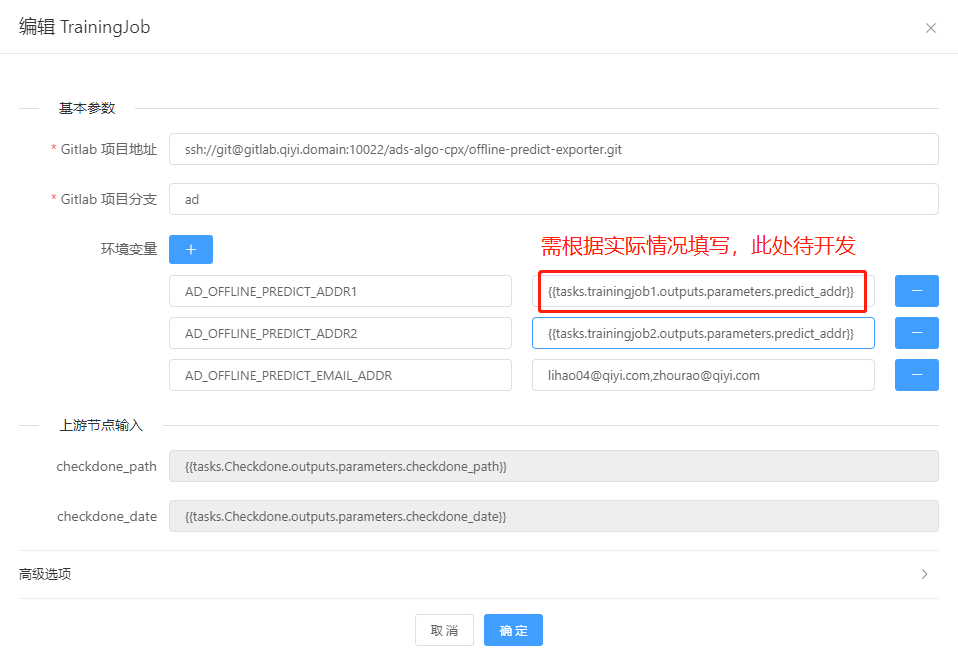 编辑 TrainingJob
基本参数
* Gitlab 项目地址 ssh://git@gitlab.qiyi.domain:10022/ads-algo-cpx/offline-predict-exporter.git
* Gitlab 项目分支 ad
环境变量 + 需根据实际情况填写，此处待开发
AD_OFFLINE_PREDICT_ADDR1 {{tasks.trainingjob1.outputs.parameters.predict_addr}}
AD_OFFLINE_PREDICT_ADDR2 {{tasks.trainingjob2.outputs.parameters.predict_addr}}
AD_OFFLINE_PREDICT_EMAIL_ADDR lihao04@qiyi.com,zhourao@qiyi.com
上游节点输入
checkdone_path {{tasks.Checkdone.outputs.parameters.checkdone_path}}
checkdone_date {{tasks.Checkdone.outputs.parameters.checkdone_date}}
高级选项
取消 确定